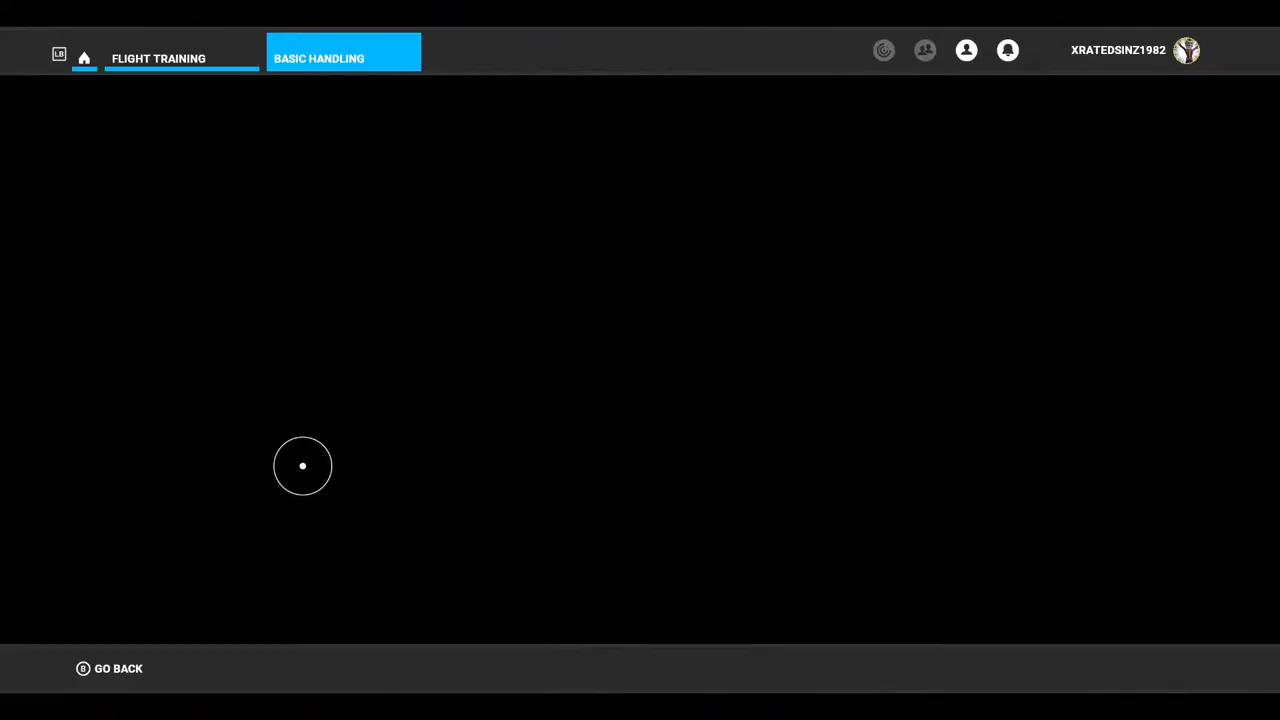 LB
FLIGHT TRAINING
BASIC HANDLING
XRATEDSINZ1982
B GO BACK